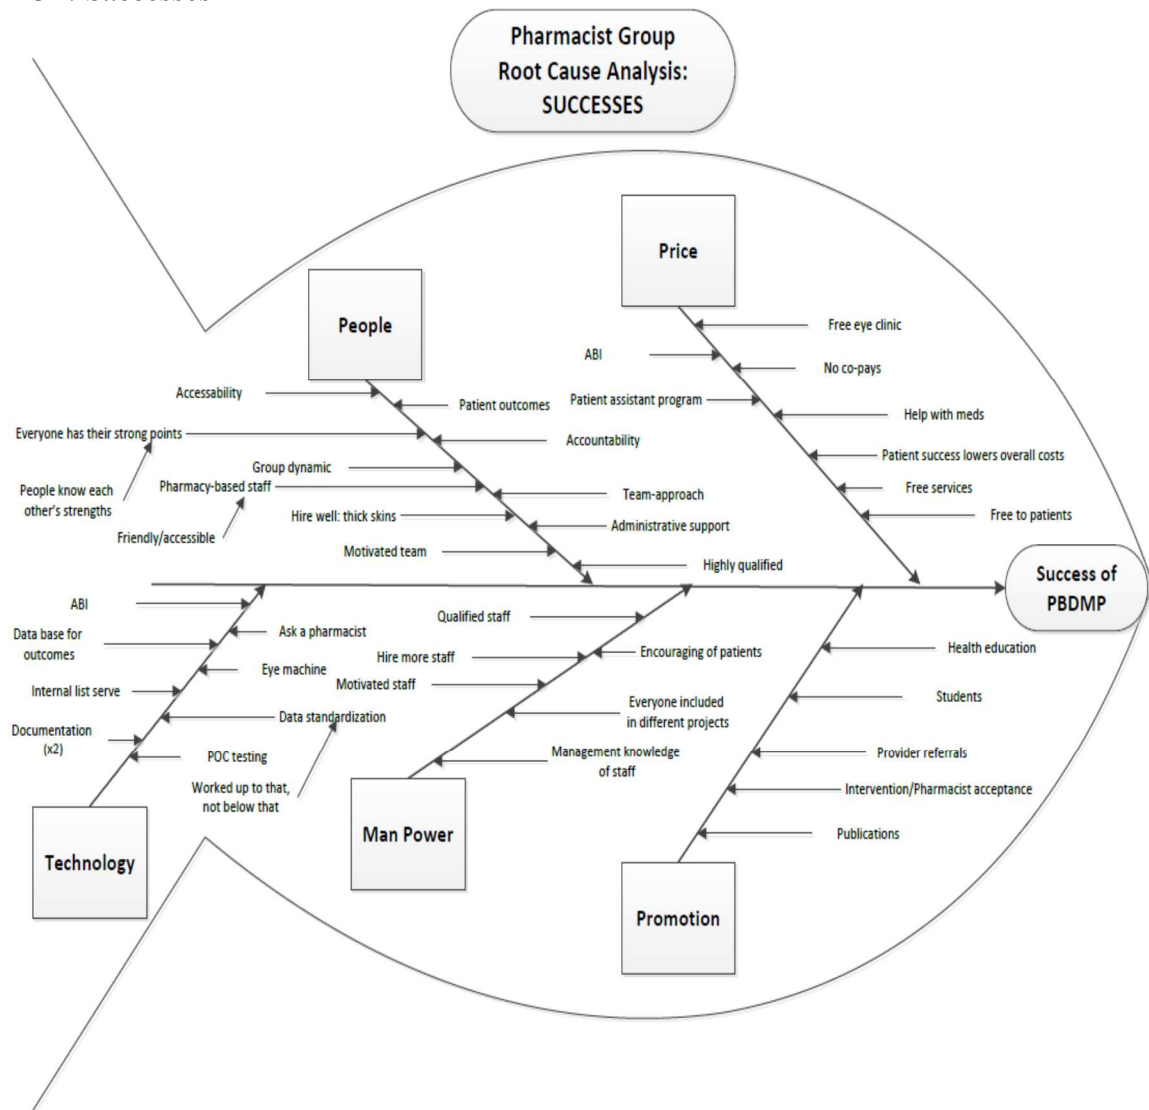 Pharmacist Group
Root Cause Analysis:
SUCCESSES
Price
People
Free eye clinic
ABI
No co-pays
Accessability
Patient outcomes
Patient assistant program
Help with meds
Everyone has their strong points
Accountability
Patient success lowers overall costs
Group dynamic
Pharmacy-based staff
Free services
People know each
other's strengths
Team-approach
Hire well: thick skins
Free to patients
Administrative support
Friendly/accessible
Motivated team
Highly qualified
Success of
PBDMP
ABI
Qualified staff
Ask a pharmacist
Data base for
outcomes
Health education
Hire more staff
Encouraging of patients
Eye machine
Motivated staff
Internal list serve
Students
Everyone included
in different projects
Data standardization
Documentation
(x2)
POC testing
Management knowledge
of staff
Provider referrals
Worked up to that,
not below that
Intervention/Pharmacist acceptance
Publications
Man Power
Technology
Promotion